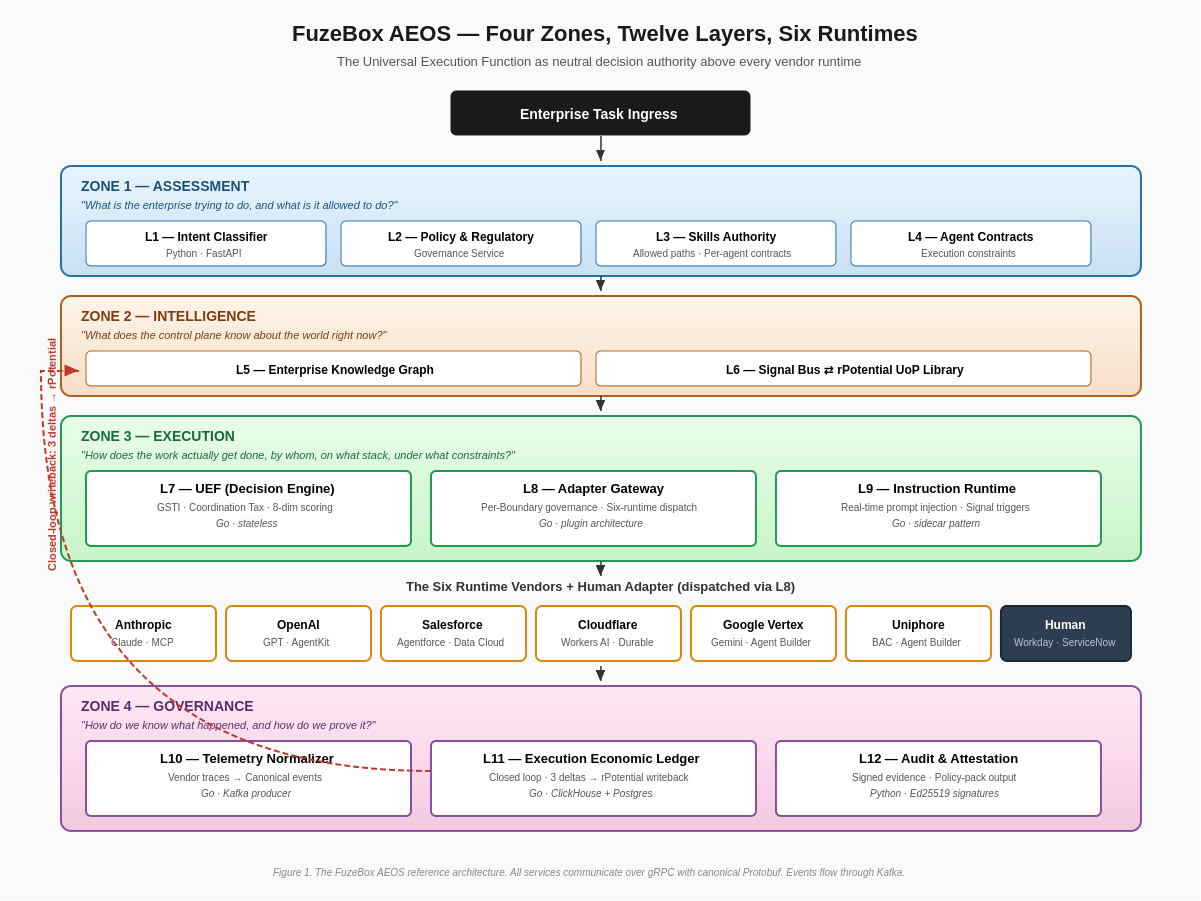 FuzeBox AEOS — Four Zones, Twelve Layers, Six Runtimes
The Universal Execution Function as neutral decision authority above every vendor runtime
Enterprise Task Ingress
ZONE 1 — ASSESSMENT
"What is the enterprise trying to do, and what is it allowed to do?"
L1 — Intent Classifier
Python · FastAPI
L2 — Policy & Regulatory
Governance Service
L3 — Skills Authority
Allowed paths · Per-agent contracts
L4 — Agent Contracts
Execution constraints
ZONE 2 — INTELLIGENCE
"What does the control plane know about the world right now?"
L5 — Enterprise Knowledge Graph
L6 — Signal Bus ⇄ rPotential UoP Library
Closed-loop writeback: 3 deltas → rPotential
ZONE 3 — EXECUTION
"How does the work actually get done, by whom, on what stack, under what constraints?"
L7 — UEF (Decision Engine)
GSTI · Coordination Tax · 8-dim scoring
Go · stateless
L8 — Adapter Gateway
Per-Boundary governance · Six-runtime dispatch
Go · plugin architecture
L9 — Instruction Runtime
Real-time prompt injection · Signal triggers
Go · sidecar pattern
The Six Runtime Vendors + Human Adapter (dispatched via L8)
Anthropic
Claude · MCP
OpenAI
GPT · AgentKit
Salesforce
Agentforce · Data Cloud
Cloudflare
Workers AI · Durable
Google Vertex
Gemini · Agent Builder
Uniphore
BAC · Agent Builder
Human
Workday · ServiceNow
ZONE 4 — GOVERNANCE
"How do we know what happened, and how do we prove it?"
L10 — Telemetry Normalizer
Vendor traces → Canonical events
Go · Kafka producer
L11 — Execution Economic Ledger
Closed loop · 3 deltas → rPotential writeback
Go · ClickHouse + Postgres
L12 — Audit & Attestation
Signed evidence · Policy-pack output
Python · Ed25519 signatures
Figure 1. The FuzeBox AEOS reference architecture. All services communicate over gRPC with canonical Protobuf. Events flow through Kafka.